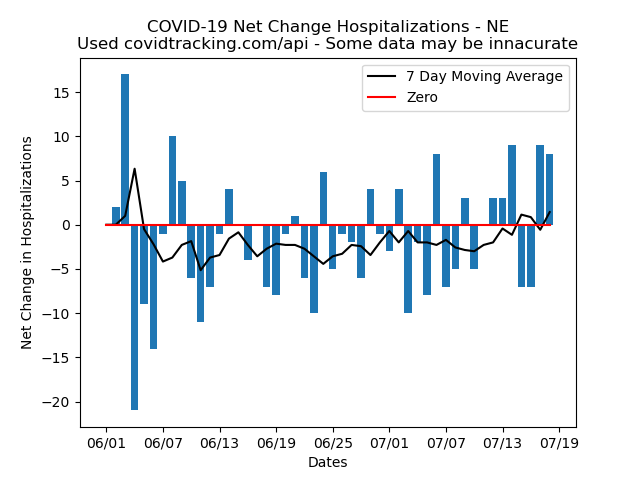 COVID-19 Net Change Hospitalizations - NE
Used covidtracking.com/api - Some data may be innacurate
7 Day Moving Average
Zero
Net Change in Hospitalizations
15
10
5
0
−5
−10
−15
−20
06/01 06/07 06/13 06/19 06/25 07/01 07/07 07/13 07/19
Dates